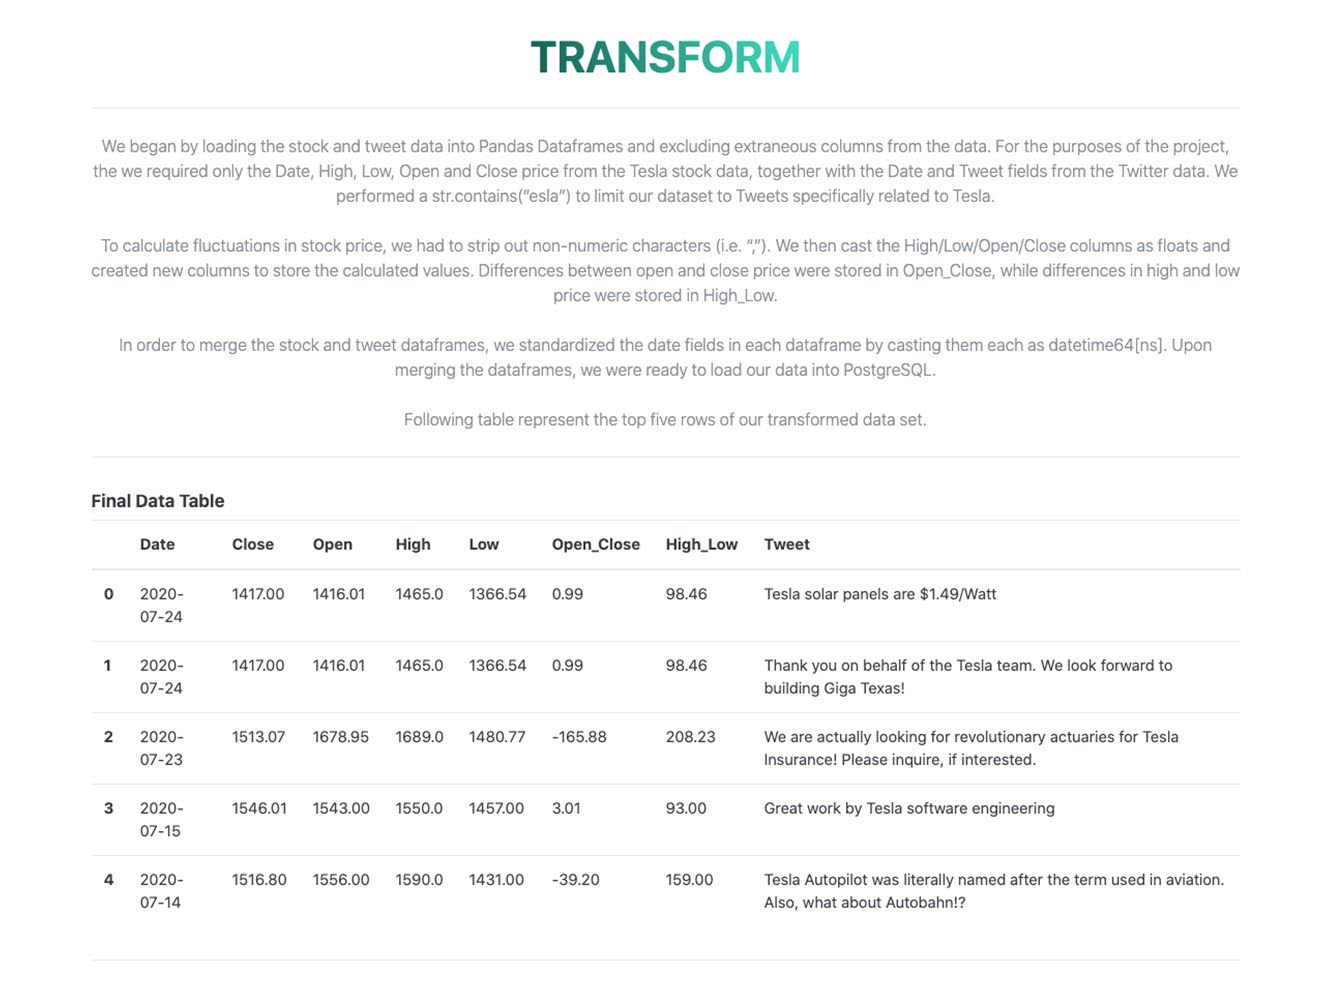 TRANSFORM
We began by loading the stock and tweet data into Pandas Dataframes and excluding extraneous columns from the data. For the purposes of the project,
the we required only the Date, High, Low, Open and Close price from the Tesla stock data, together with the Date and Tweet fields from the Twitter data. We
performed a str.contains(“esla”) to limit our dataset to Tweets specifically related to Tesla.
To calculate fluctuations in stock price, we had to strip out non-numeric characters (i.e. “,”). We then cast the High/Low/Open/Close columns as floats and
created new columns to store the calculated values. Differences between open and close price were stored in Open_Close, while differences in high and low
price were stored in High_Low.
In order to merge the stock and tweet dataframes, we standardized the date fields in each dataframe by casting them each as datetime64[ns]. Upon
merging the dataframes, we were ready to load our data into PostgreSQL.
Following table represent the top five rows of our transformed data set.
Final Data Table
Date Close Open High Low Open_Close High_Low Tweet
0 2020- 1417.00 1416.01 1465.0 1366.54 0.99 98.46 Tesla solar panels are $1.49/Watt
07-24
1 2020- 1417.00 1416.01 1465.0 1366.54 0.99 98.46 Thank you on behalf of the Tesla team. We look forward to
07-24 building Giga Texas!
2 2020- 1513.07 1678.95 1689.0 1480.77 -165.88 208.23 We are actually looking for revolutionary actuaries for Tesla
07-23 Insurance! Please inquire, if interested.
3 2020- 1546.01 1543.00 1550.0 1457.00 3.01 93.00 Great work by Tesla software engineering
07-15
4 2020- 1516.80 1556.00 1590.0 1431.00 -39.20 159.00 Tesla Autopilot was literally named after the term used in aviation.
07-14 Also, what about Autobahn!?